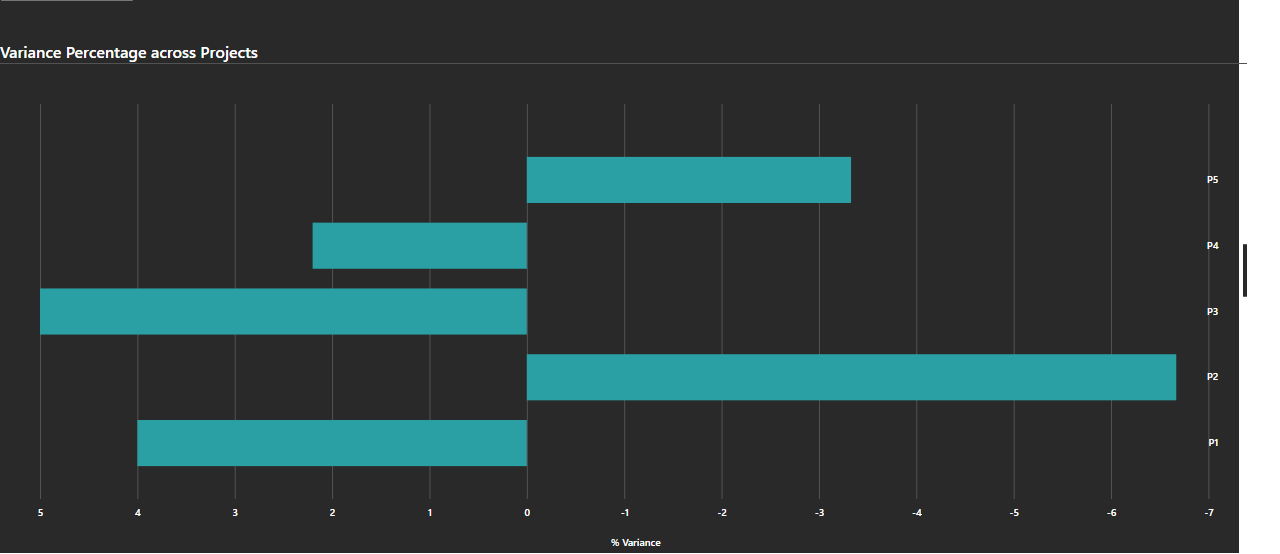 Variance Percentage across Projects
P5
P4
P3
P2
P1
5 4 3 2 1 0 -1 -2 -3 -4 -5 -6 -7
% Variance